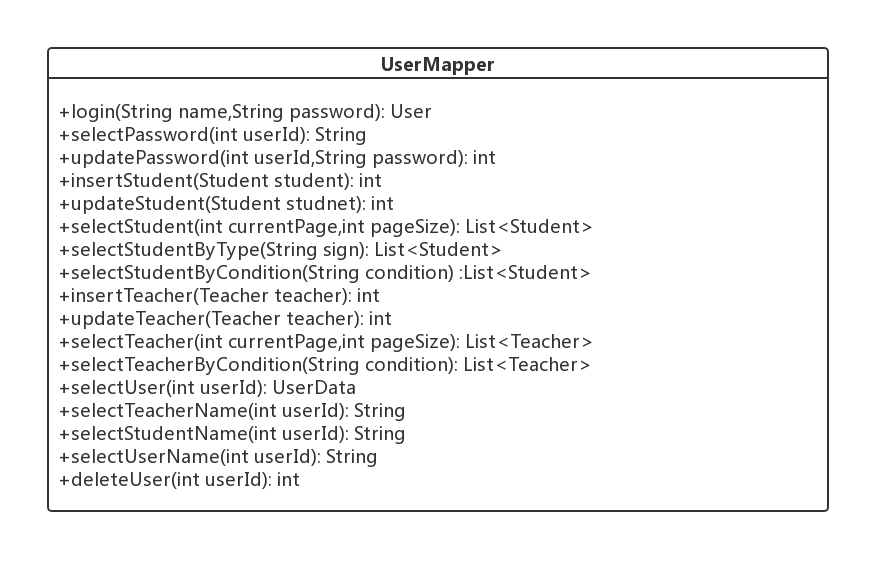 UserMapper
+login(String name,String password): User
+selectPassword(int userId): String
+updatePassword(int userId,String password): int
+insertStudent(Student student): int
+updateStudent(Student studnet): int
+selectStudent(int currentPage,int pageSize): List<Student>
+selectStudentByType(String sign): List<Student>
+selectStudentByCondition(String condition) :List<Student>
+insertTeacher(Teacher teacher): int
+updateTeacher(Teacher teacher): int
+selectTeacher(int currentPage,int pageSize): List<Teacher>
+selectTeacherByCondition(String condition): List<Teacher>
+selectUser(int userId): UserData
+selectTeacherName(int userId): String
+selectStudentName(int userId): String
+selectUserName(int userId): String
+deleteUser(int userId): int